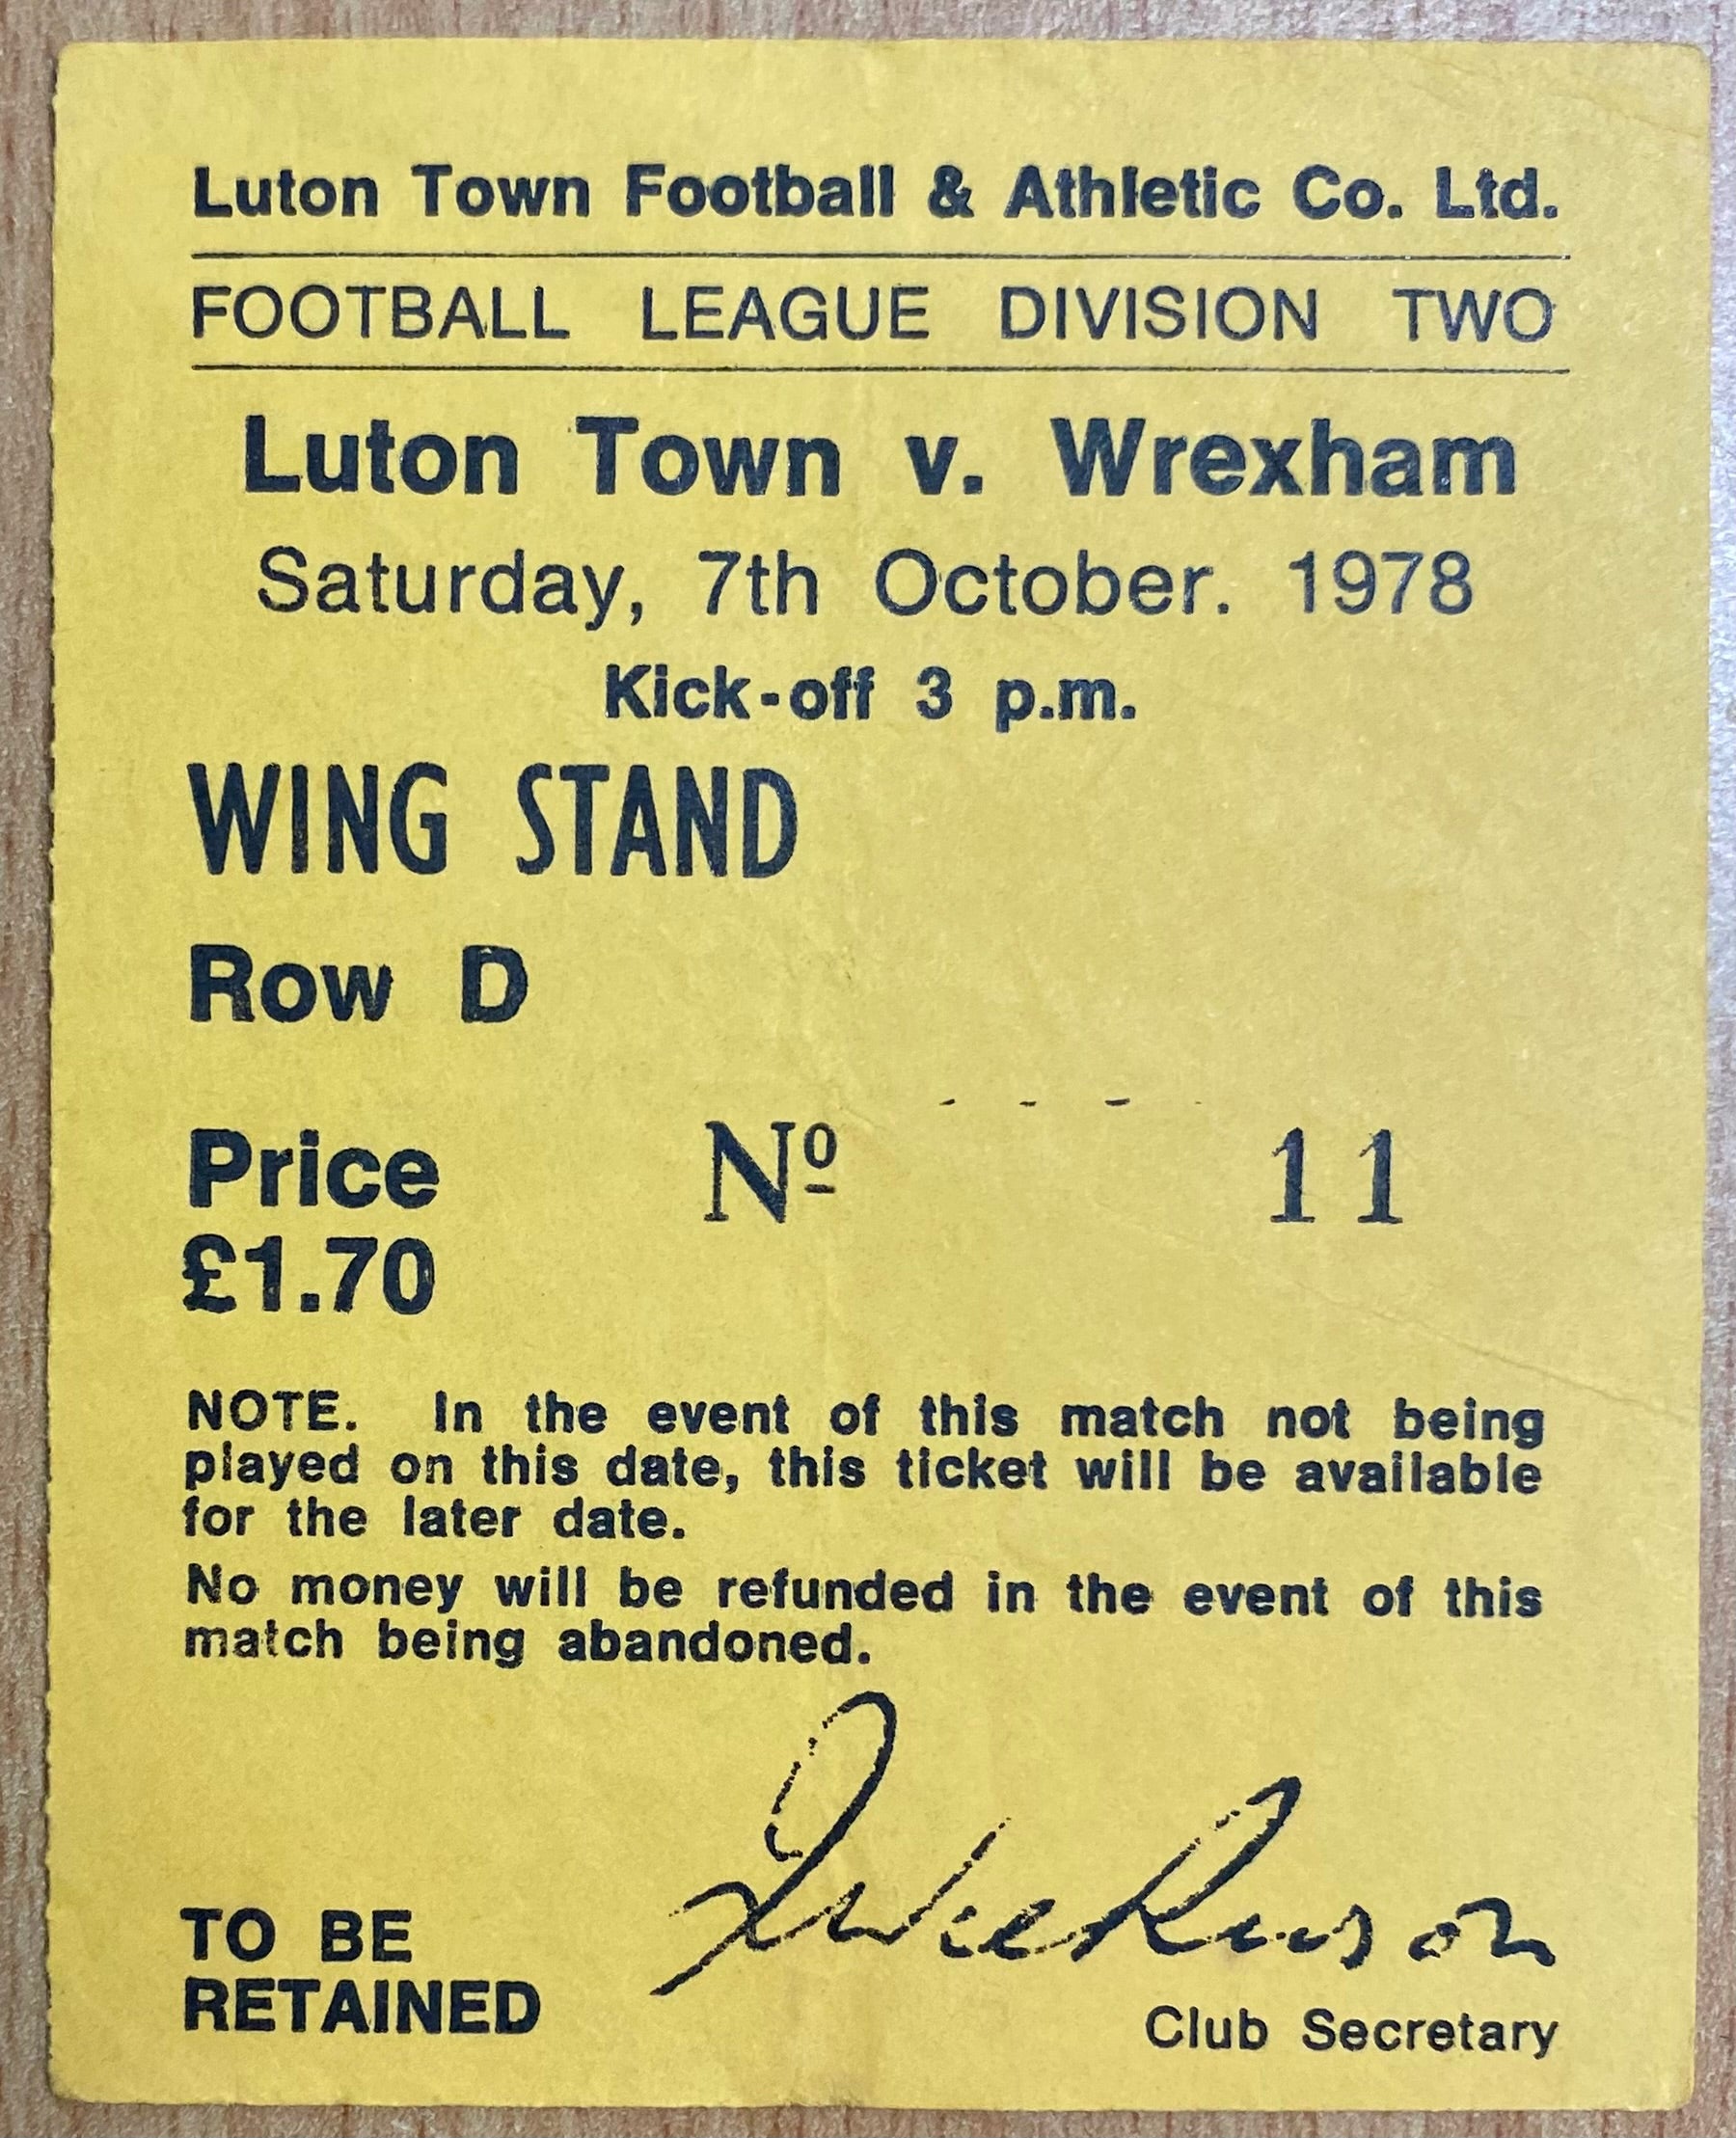 Luton Town Football & Athletic Co. Ltd.
FOOTBALL LEAGUE DIVISION TWO
Luton Town v. Wrexham
Saturday, 7th October. 1978
Kick-off 3 p.m.
WING STAND
Row D
Price Nº 11
£1.70
NOTE. In the event of this match not being
played on this date, this ticket will be available
for the later date.
No money will be refunded in the event of this
match being abandoned.
TO BE
RETAINED
Club Secretary